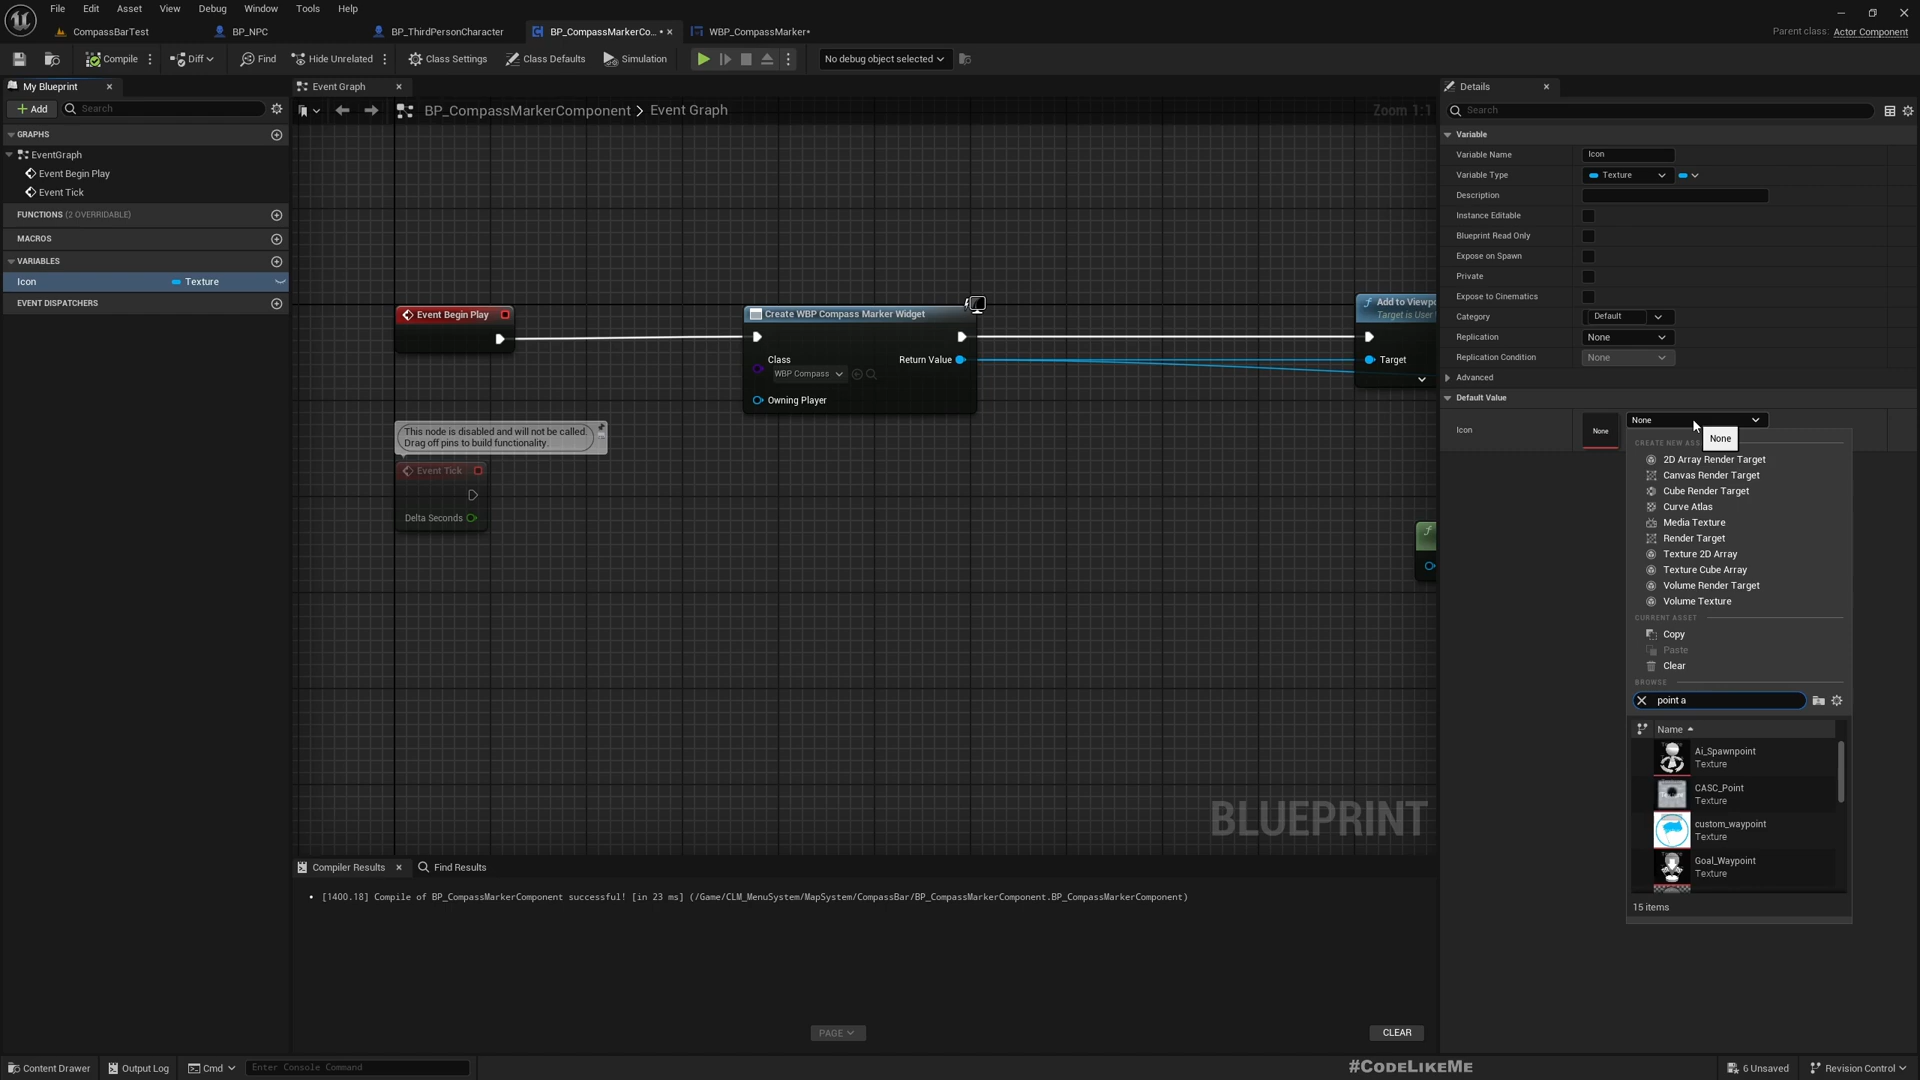 File Edit Asset View Debug Window Tools Help
CompassBarTest BP_NPC BP_ThirdPersonCharacter BP_CompassMarkerCo... • WBP_CompassMarker•
Parent class: Actor Component
Compile Diff Find Hide Unrelated Class Settings Class Defaults Simulation No debug object selected
My Blueprint
Add Search
GRAPHS
EventGraph
Event Begin Play
Event Tick
FUNCTIONS (2 OVERRIDABLE)
MACROS
VARIABLES
Icon Texture
EVENT DISPATCHERS
Event Graph
BP_CompassMarkerComponent > Event Graph
Zoom 1:1
Event Begin Play
Create WBP Compass Marker Widget
Class
WBP Compass
Return Value
Owning Player
Add to Viewpo
Target is User
Target
This node is disabled and will not be called.
Drag off pins to build functionality.
Event Tick
Delta Seconds
BLUEPRINT
Compiler Results Find Results
• [1400.18] Compile of BP_CompassMarkerComponent successful! [in 23 ms] (/Game/CLM_MenuSystem/MapSystem/CompassBar/BP_CompassMarkerComponent.BP_CompassMarkerComponent)
PAGE
CLEAR
Details
Search
Variable
Variable Name Icon
Variable Type Texture
Description
Instance Editable
Blueprint Read Only
Expose on Spawn
Private
Expose to Cinematics
Category Default
Replication None
Replication Condition None
Advanced
Default Value
Icon None None
None
CREATE NEW ASS
2D Array Render Target
Canvas Render Target
Cube Render Target
Curve Atlas
Media Texture
Render Target
Texture 2D Array
Texture Cube Array
Volume Render Target
Volume Texture
CURRENT ASSET
Copy
Paste
Clear
BROWSE
point a
Name
Ai_Spawnpoint
Texture
CASC_Point
Texture
custom_waypoint
Texture
Goal_Waypoint
Texture
15 items
Content Drawer Output Log Cmd Enter Console Command
#CODELIKEME
6 Unsaved Revision Control